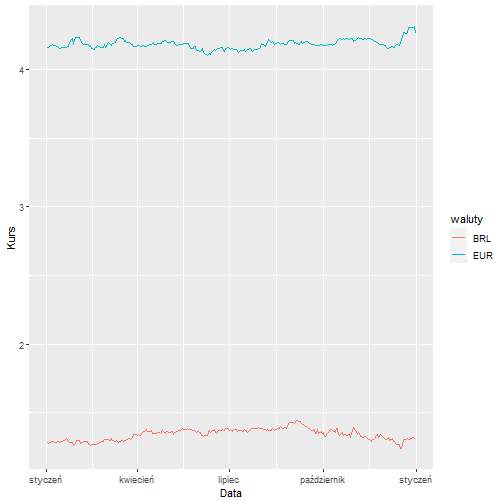 4
3
2
Kurs
styczeń
kwiecień
lipiec
październik
styczeń
Data
waluty
BRL
EUR